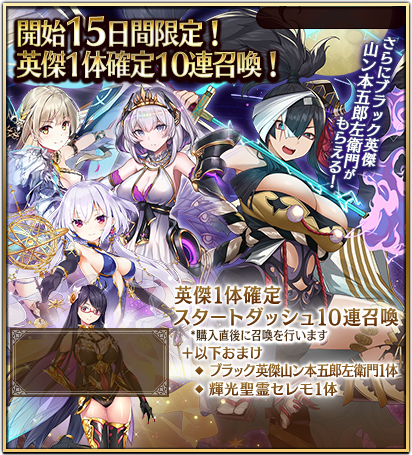 開始15日間限定！
英傑1体確定10連召喚！
さらにブラック英傑
山ン本五郎左衛門が
もらえる！
英傑1体確定
スタートダッシュ10連召喚
*購入直後に召喚を行います
＋以下おまけ
◆ ブラック英傑山ン本五郎左衛門1体
◆ 輝光聖霊セレモ1体